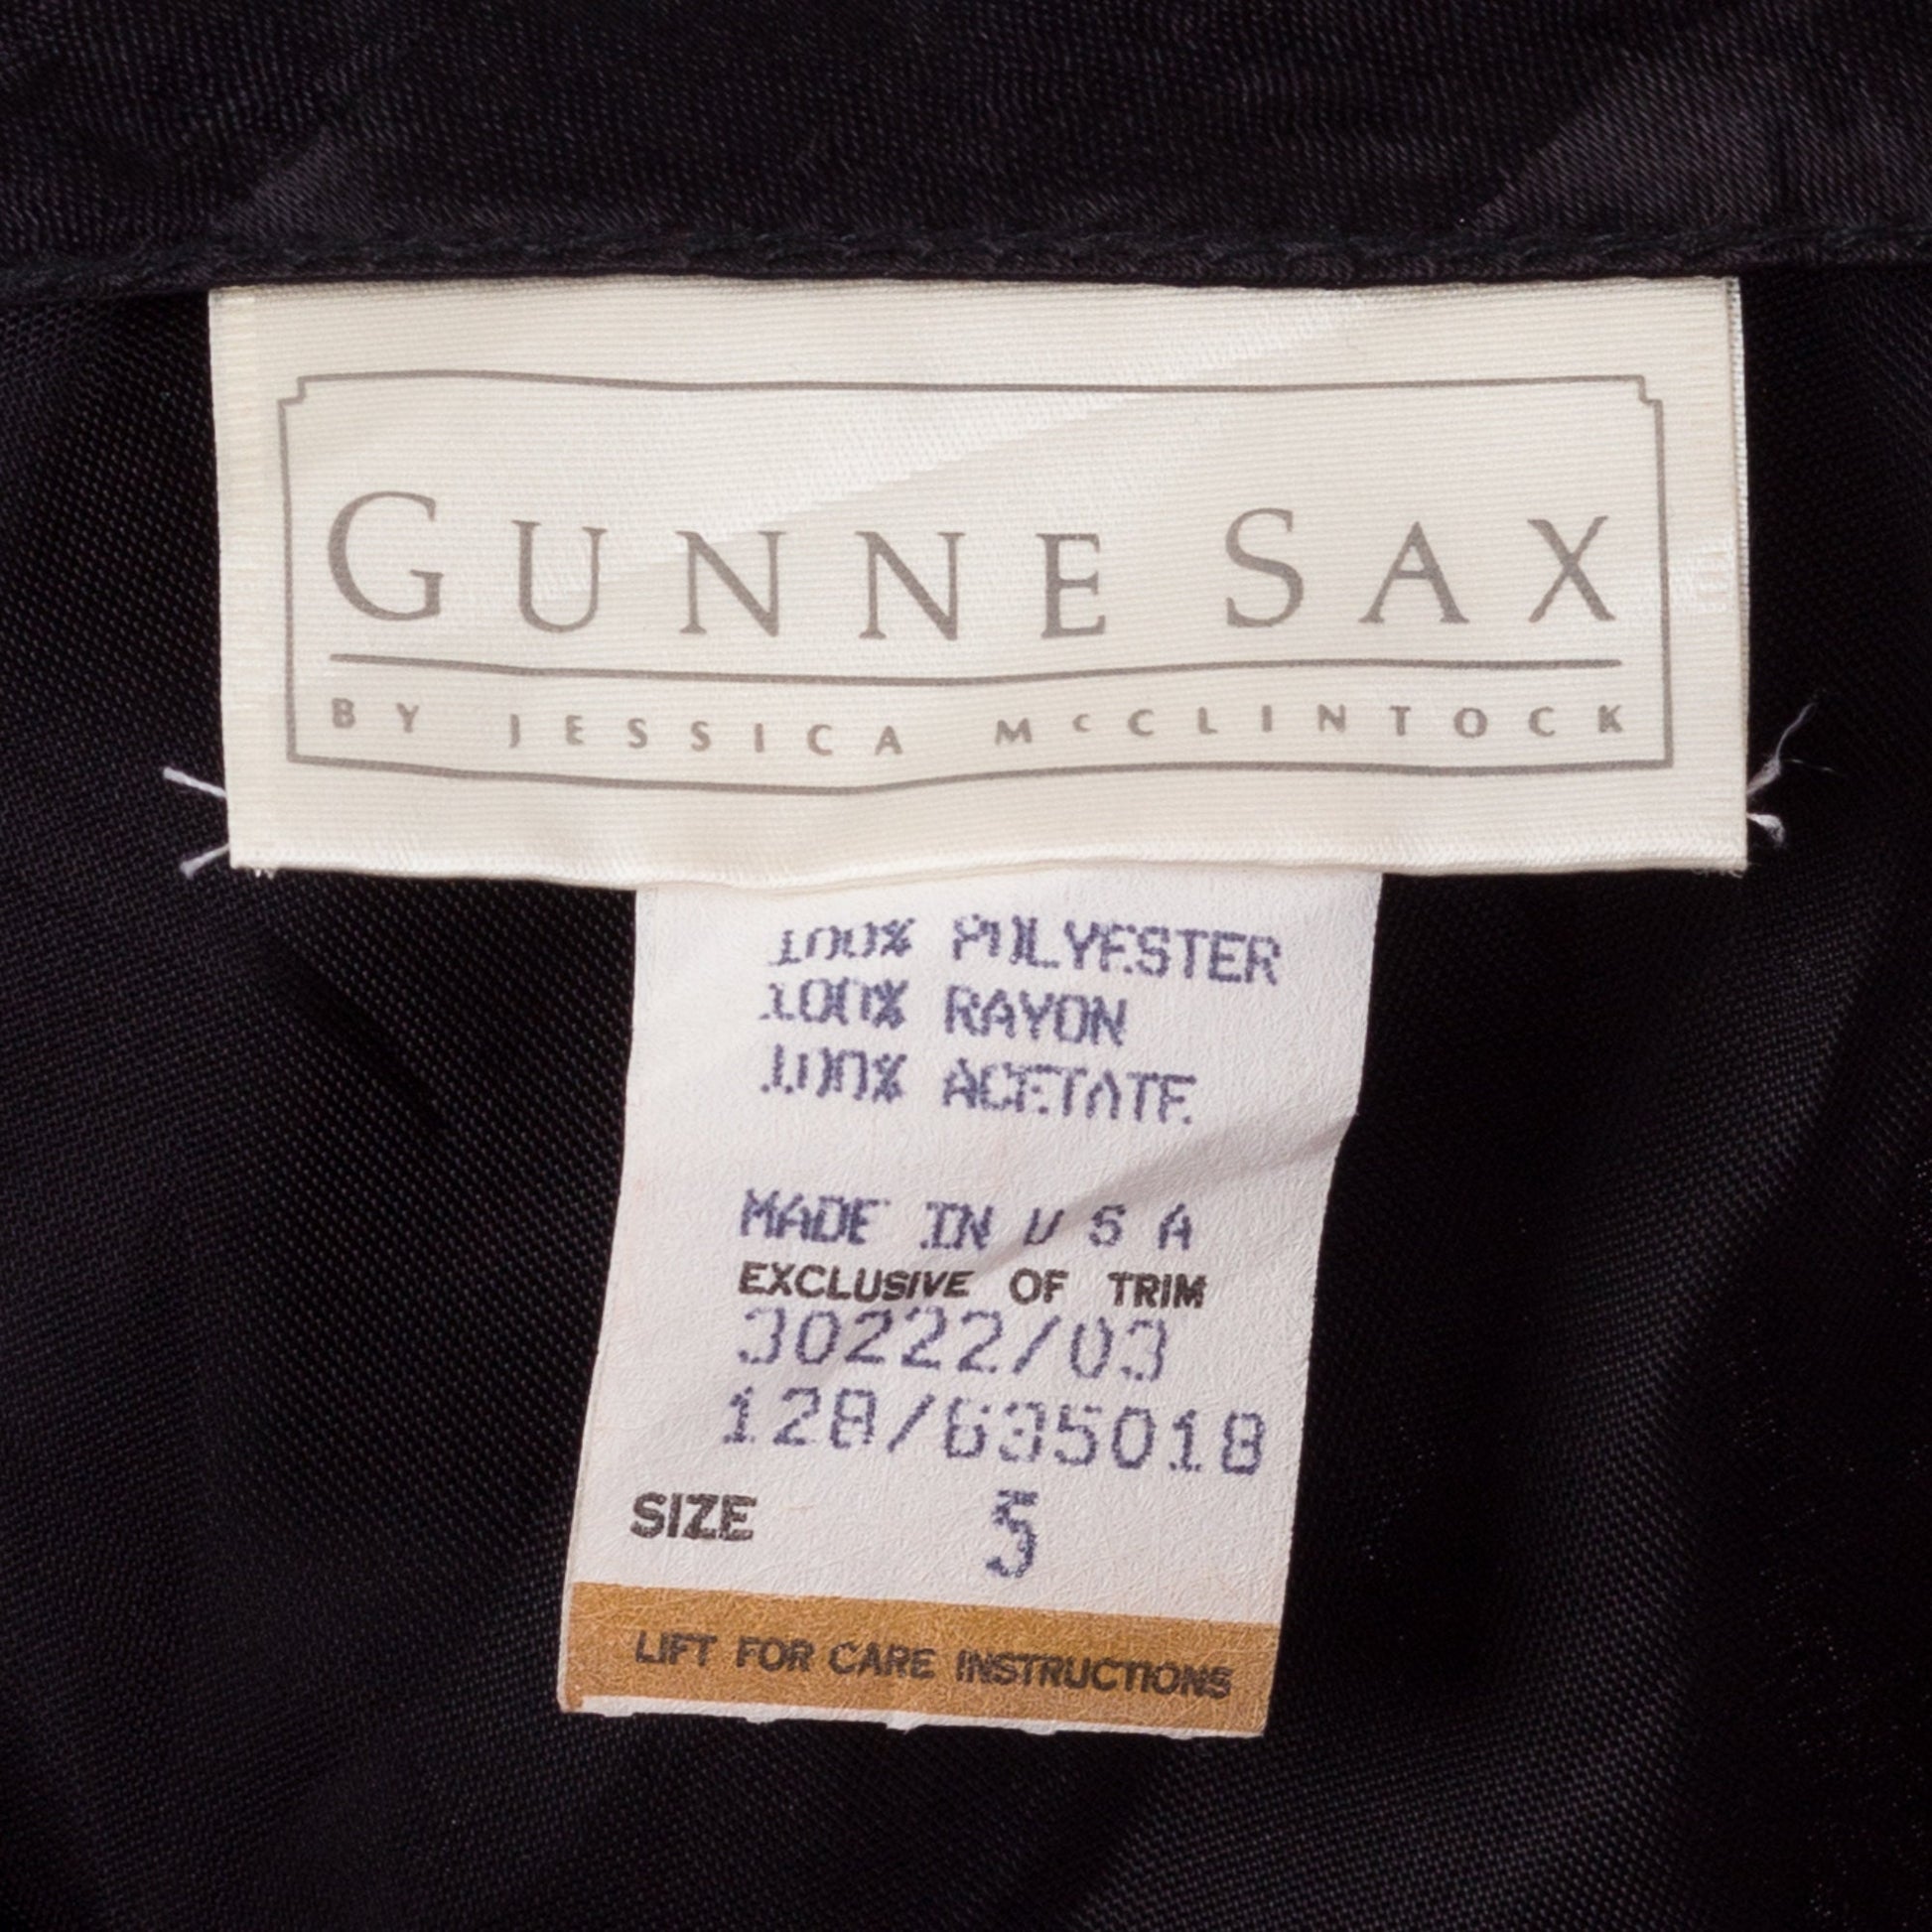 GUNNE SAX
BY JESSICA McCLINTOCK
100% POLYESTER
100% RAYON
100% ACETATE
MADE IN U S A
EXCLUSIVE OF TRIM
30222/03
128/635018
SIZE 5
LIFT FOR CARE INSTRUCTIONS